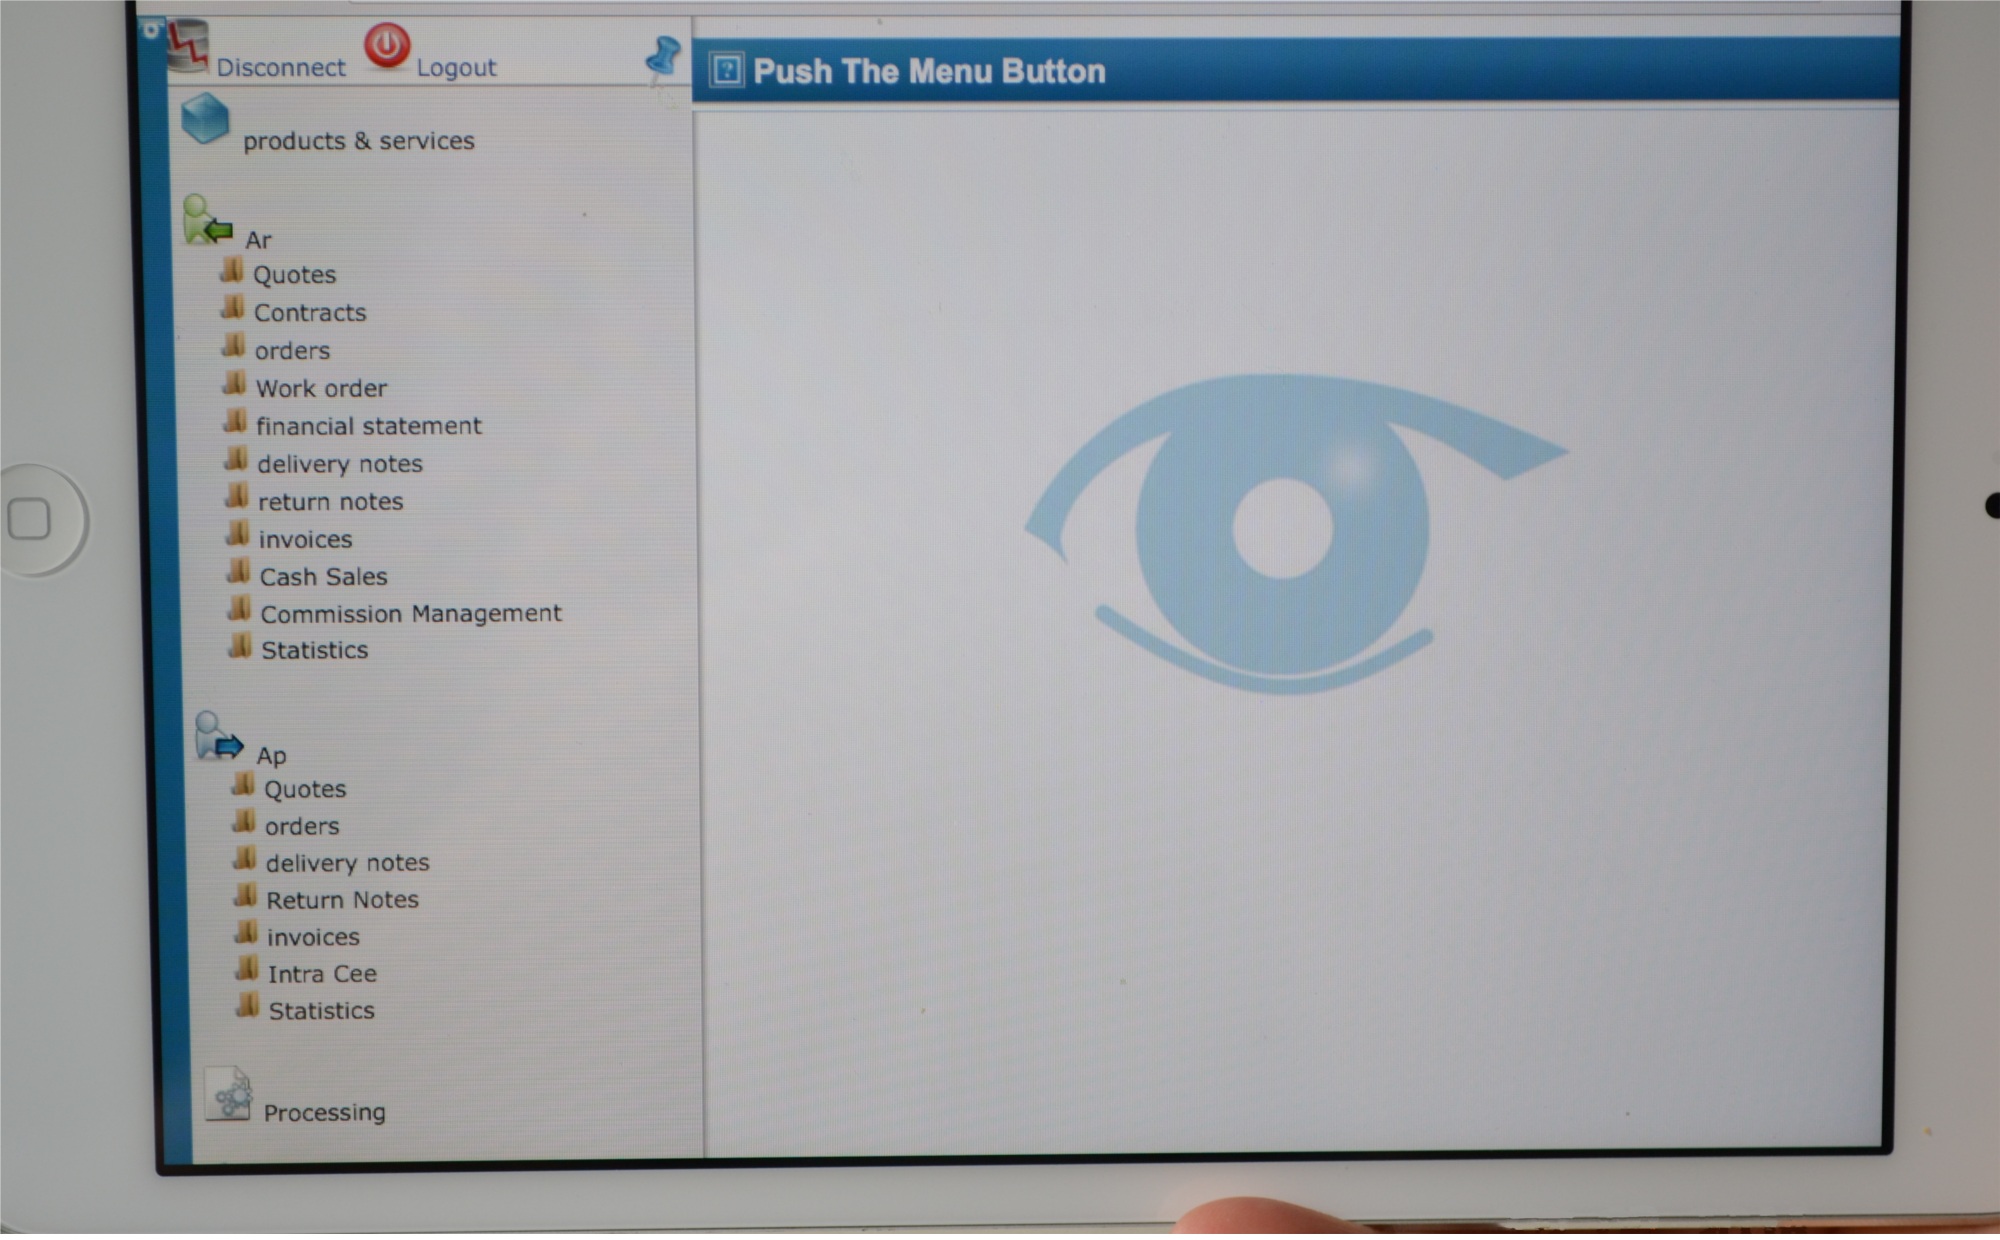 Disconnect Logout
? Push The Menu Button
products & services
Ar
Quotes
Contracts
orders
Work order
financial statement
delivery notes
return notes
invoices
Cash Sales
Commission Management
Statistics
Ap
Quotes
orders
delivery notes
Return Notes
invoices
Intra Cee
Statistics
Processing